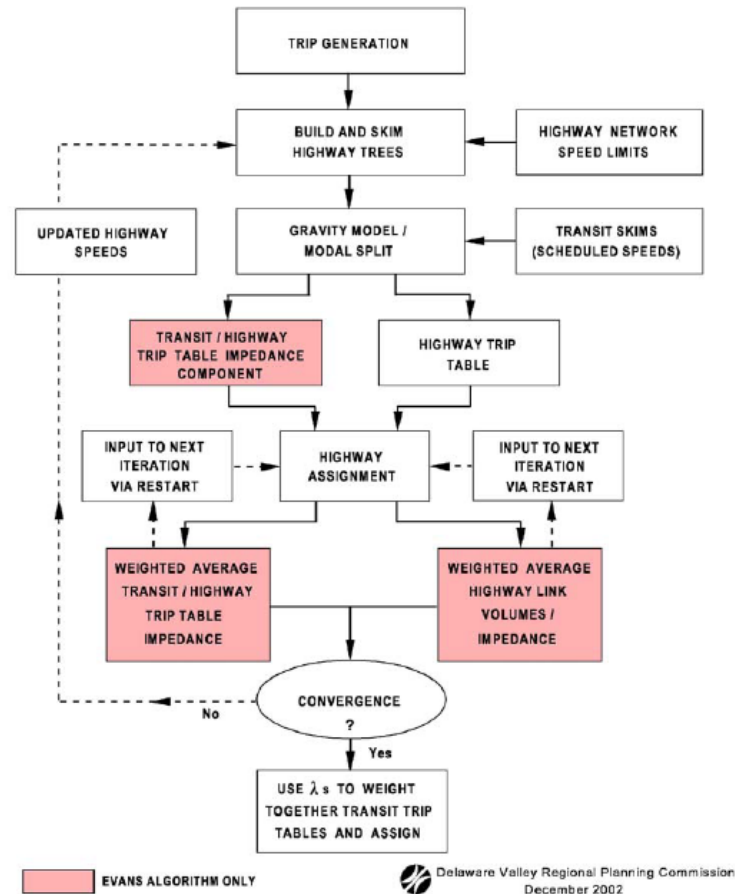 TRIP GENERATION
BUILD AND SKIM
HIGHWAY TREES
HIGHWAY NETWORK
SPEED LIMITS
UPDATED HIGHWAY
SPEEDS
GRAVITY MODEL /
MODAL SPLIT
TRANSIT SKIMS
(SCHEDULED SPEEDS)
TRANSIT / HIGHWAY
TRIP TABLE IMPEDANCE
COMPONENT
HIGHWAY TRIP
TABLE
INPUT TO NEXT
ITERATION
VIA RESTART
HIGHWAY
ASSIGNMENT
INPUT TO NEXT
ITERATION
VIA RESTART
WEIGHTED AVERAGE
TRANSIT / HIGHWAY
TRIP TABLE
IMPEDANCE
WEIGHTED AVERAGE
HIGHWAY LINK
VOLUMES /
IMPEDANCE
CONVERGENCE
?
No
Yes
USE λ s TO WEIGHT
TOGETHER TRANSIT TRIP
TABLES AND ASSIGN
EVANS ALGORITHM ONLY
Delaware Valley Regional Planning Commission
December 2002